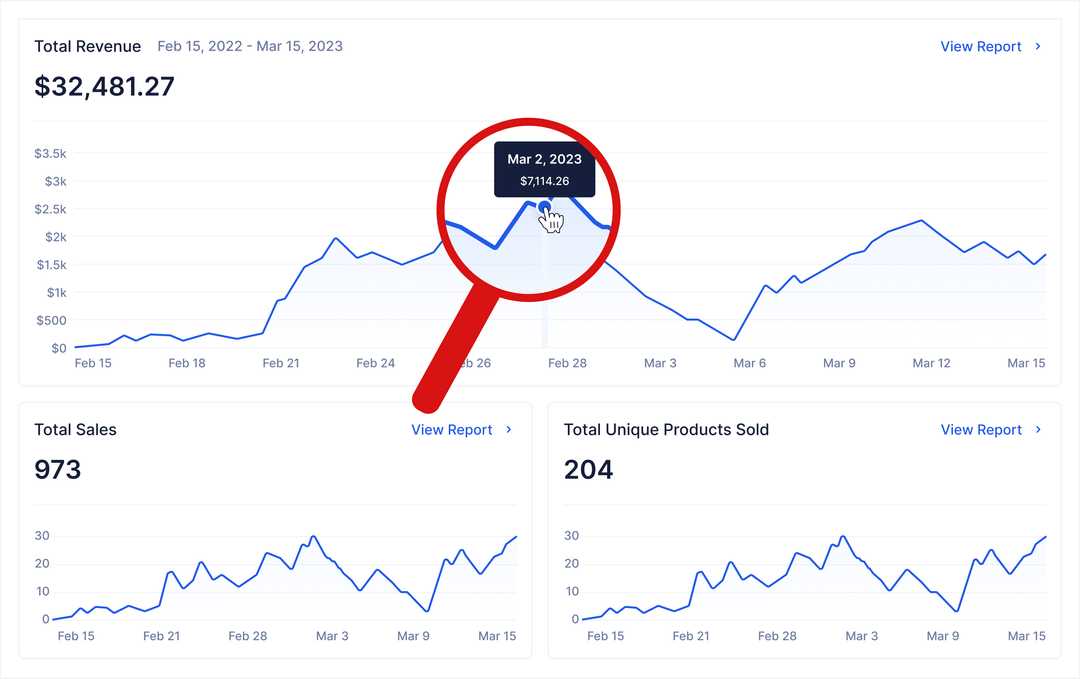 Total Revenue Feb 15, 2022 - Mar 15, 2023 View Report
$32,481.27
Mar 2, 2023
$7,114.26
$3.5k
$3k
$2.5k
$2k
$1.5k
$1k
$500
$0
Feb 15 Feb 18 Feb 21 Feb 24 eb 26 Feb 28 Mar 3 Mar 6 Mar 9 Mar 12 Mar 15
Total Sales View Report
973
30
20
10
0
Feb 15 Feb 21 Feb 28 Mar 3 Mar 9 Mar 15
Total Unique Products Sold View Report
204
30
20
10
0
Feb 15 Feb 21 Feb 28 Mar 3 Mar 9 Mar 15